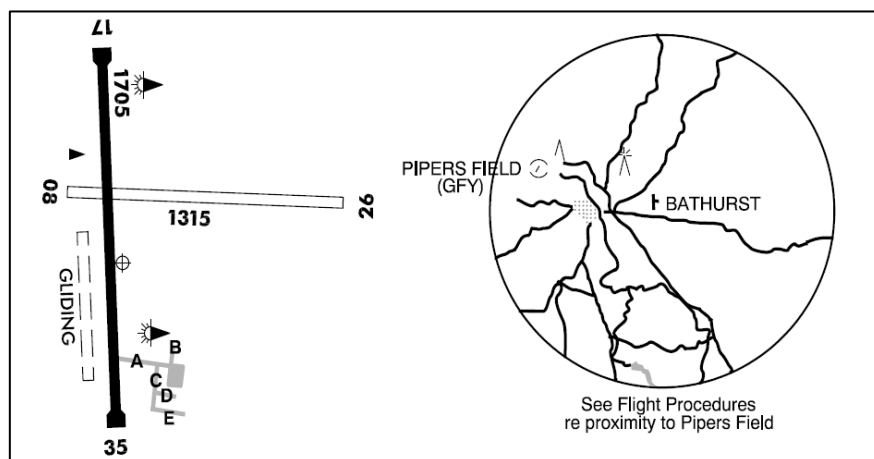 17
1705
08
1315
26
GLIDING
A
B
C
D
E
35
PIPERS FIELD
(GFY)
BATHURST
See Flight Procedures
re proximity to Pipers Field